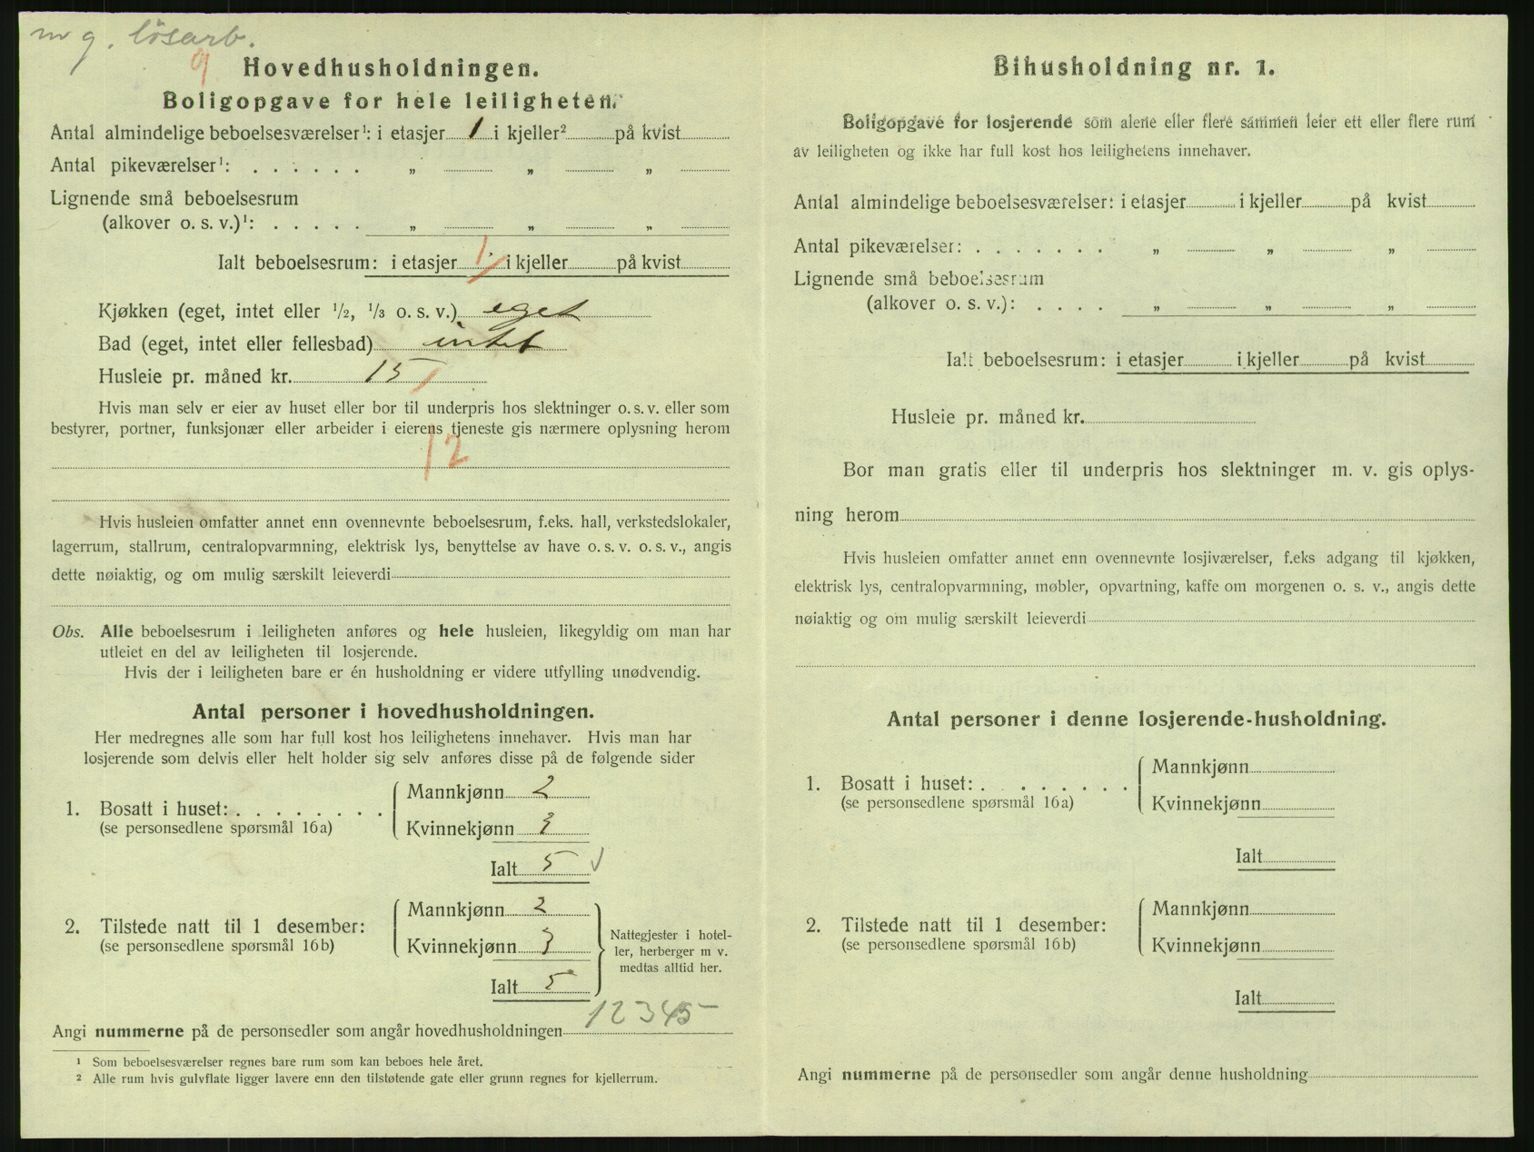 m g. lösarb.
9
Hovedhusholdningen.
Boligopgave for hele leiligheten.
Antal almindelige beboelsesværelser¹: i etasjer 1 i kjeller² på kvist
Antal pikeværelser¹: . . . . . . „ „ „
Lignende små beboelsesrum
(alkover o. s. v.)¹: . . . . . „ „ „
Ialt beboelsesrum: i etasjer 1 i kjeller på kvist
Kjøkken (eget, intet eller ½, ⅓ o. s. v.) eget
Bad (eget, intet eller fellesbad) intet
Husleie pr. måned kr. 15
Hvis man selv er eier av huset eller bor til underpris hos slektninger o. s. v. eller som
bestyrer, portner, funksjonær eller arbeider i eierens tjeneste gis nærmere oplysning herom
12
Hvis husleien omfatter annet enn ovennevnte beboelsesrum, f.eks. hall, verkstedslokaler,
lagerrum, stallrum, centralopvarmning, elektrisk lys, benyttelse av have o. s. v. o. s. v., angis
dette nøiaktig, og om mulig særskilt leieverdi
Obs. Alle beboelsesrum i leiligheten anføres og hele husleien, likegyldig om man har
utleiet en del av leiligheten til losjerende.
Hvis der i leiligheten bare er én husholdning er videre utfylling unødvendig.
Antal personer i hovedhusholdningen.
Her medregnes alle som har full kost hos leilighetens innehaver. Hvis man har
losjerende som delvis eller helt holder sig selv anføres disse på de følgende sider
1. Bosatt i huset: . . . . . . . .
(se personsedlene spørsmål 16a)
Mannkjønn 2
Kvinnekjønn 3
Ialt 5 √
2. Tilstede natt til 1 desember:
(se personsedlene spørsmål 16b)
Mannkjønn 2
Kvinnekjønn 3
Ialt 5
Nattegjester i hotel-
ler, herberger m v.
medtas alltid her.
Angi nummerne på de personsedler som angår hovedhusholdningen 12345
¹ Som beboelsesværelser regnes bare rum som kan beboes hele året.
² Alle rum hvis gulvflate ligger lavere enn den tilstøtende gate eller grunn regnes for kjellerrum.
Bihusholdning nr. 1.
Boligopgave for losjerende som alene eller flere sammen leier ett eller flere rum
av leiligheten og ikke har full kost hos leilighetens innehaver.
Antal almindelige beboelsesværelser: i etasjer i kjeller på kvist
Antal pikeværelser: . . . . . . . „ „ „
Lignende små beboelsesrum
(alkover o. s. v.): . . . . „ „ „
Ialt beboelsesrum: i etasjer i kjeller på kvist
Husleie pr. måned kr.
Bor man gratis eller til underpris hos slektninger m. v. gis oplys-
ning herom
Hvis husleien omfatter annet enn ovennevnte losjiværelser, f.eks adgang til kjøkken,
elektrisk lys, centralopvarmning, møbler, opvartning, kaffe om morgenen o. s. v., angis dette
nøiaktig og om mulig særskilt leieverdi
Antal personer i denne losjerende-husholdning.
1. Bosatt i huset: . . . . . . .
(se personsedlene spørsmål 16a)
Mannkjønn
Kvinnekjønn
Ialt
2. Tilstede natt til 1 desember:
(se personsedlene spørsmål 16b)
Mannkjønn
Kvinnekjønn
Ialt
Angi nummerne på de personsedler som angår denne husholdning